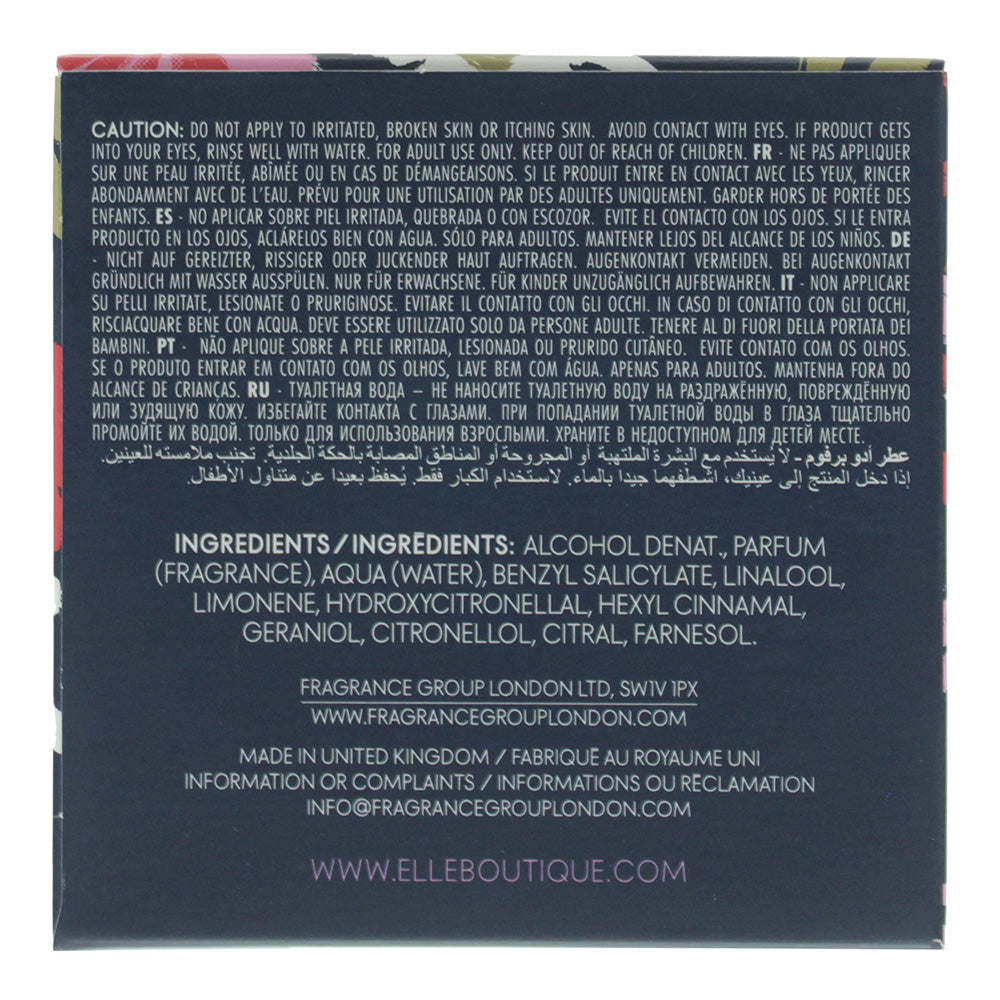 CAUTION: DO NOT APPLY TO IRRITATED, BROKEN SKIN OR ITCHING SKIN. AVOID CONTACT WITH EYES. IF PRODUCT GETS
INTO YOUR EYES, RINSE WELL WITH WATER. FOR ADULT USE ONLY. KEEP OUT OF REACH OF CHILDREN. FR - NE PAS APPLIQUER
SUR UNE PEAU IRRITÉE, ABÎMÉE OU EN CAS DE DÉMANGEAISONS. SI LE PRODUIT ENTRE EN CONTACT AVEC LES YEUX, RINCER
ABONDAMMENT AVEC DE L'EAU. PRÉVU POUR UNE UTILISATION PAR DES ADULTES UNIQUEMENT. GARDER HORS DE PORTÉE DES
ENFANTS. ES - NO APLICAR SOBRE PIEL IRRITADA, QUEBRADA O CON ESCOZOR. EVITE EL CONTACTO CON LOS OJOS. SI LE ENTRA
PRODUCTO EN LOS OJOS, ACLÁRELOS BIEN CON AGUA. SÓLO PARA ADULTOS. MANTENER LEJOS DEL ALCANCE DE LOS NIÑOS. DE
- NICHT AUF GEREIZTER, RISSIGER ODER JUCKENDER HAUT AUFTRAGEN. AUGENKONTAKT VERMEIDEN. BEI AUGENKONTAKT
GRÜNDLICH MIT WASSER AUSSPÜLEN. NUR FÜR ERWACHSENE. FÜR KINDER UNZUGÄNGLICH AUFBEWAHREN. IT - NON APPLICARE
SU PELLI IRRITATE, LESIONATE O PRURIGINOSE. EVITARE IL CONTATTO CON GLI OCCHI. IN CASO DI CONTATTO CON GLI OCCHI,
RISCIACQUARE BENE CON ACQUA. DEVE ESSERE UTILIZZATO SOLO DA PERSONE ADULTE. TENERE AL DI FUORI DELLA PORTATA DEI
BAMBINI. PT - NÃO APLIQUE SOBRE A PELE IRRITADA, LESIONADA OU PRURIDO CUTÂNEO. EVITE CONTATO COM OS OLHOS.
SE O PRODUTO ENTRAR EM CONTATO COM OS OLHOS, LAVE BEM COM ÁGUA. APENAS PARA ADULTOS. MANTENHA FORA DO
ALCANCE DE CRIANÇAS. RU - ТУАЛЕТНАЯ ВОДА – НЕ НАНОСИТЕ ТУАЛЕТНУЮ ВОДУ НА РАЗДРАЖЁННУЮ, ПОВРЕЖДЁННУЮ
ИЛИ ЗУДЯЩУЮ КОЖУ. ИЗБЕГАЙТЕ КОНТАКТА С ГЛАЗАМИ. ПРИ ПОПАДАНИИ ТУАЛЕТНОЙ ВОДЫ В ГЛАЗА ТЩАТЕЛЬНО
ПРОМОЙТЕ ИХ ВОДОЙ. ТОЛЬКО ДЛЯ ИСПОЛЬЗОВАНИЯ ВЗРОСЛЫМИ. ХРАНИТЕ В НЕДОСТУПНОМ ДЛЯ ДЕТЕЙ МЕСТЕ.
عطر أدو برفوم - لا يُستخدم مع البشرة الملتهبة أو المجروحة أو المناطق المصابة بالحكة الجلدية. تجنب ملامسته للعينين.
إذا دخل المنتج إلى عينيك، اشطفهما جيدا بالماء. لاستخدام الكبار فقط. يُحفظ بعيدا عن متناول الأطفال.
INGREDIENTS/INGRĒDIENTS: ALCOHOL DENAT., PARFUM
(FRAGRANCE), AQUA (WATER), BENZYL SALICYLATE, LINALOOL,
LIMONENE, HYDROXYCITRONELLAL, HEXYL CINNAMAL,
GERANIOL, CITRONELLOL, CITRAL, FARNESOL.
FRAGRANCE GROUP LONDON LTD, SW1V 1PX
WWW.FRAGRANCEGROUPLONDON.COM
MADE IN UNITED KINGDOM / FABRIQUĒ AU ROYAUME UNI
INFORMATION OR COMPLAINTS / INFORMATIONS OU RĒCLAMATION
INFO@FRAGRANCEGROUPLONDON.COM
WWW.ELLEBOUTIQUE.COM